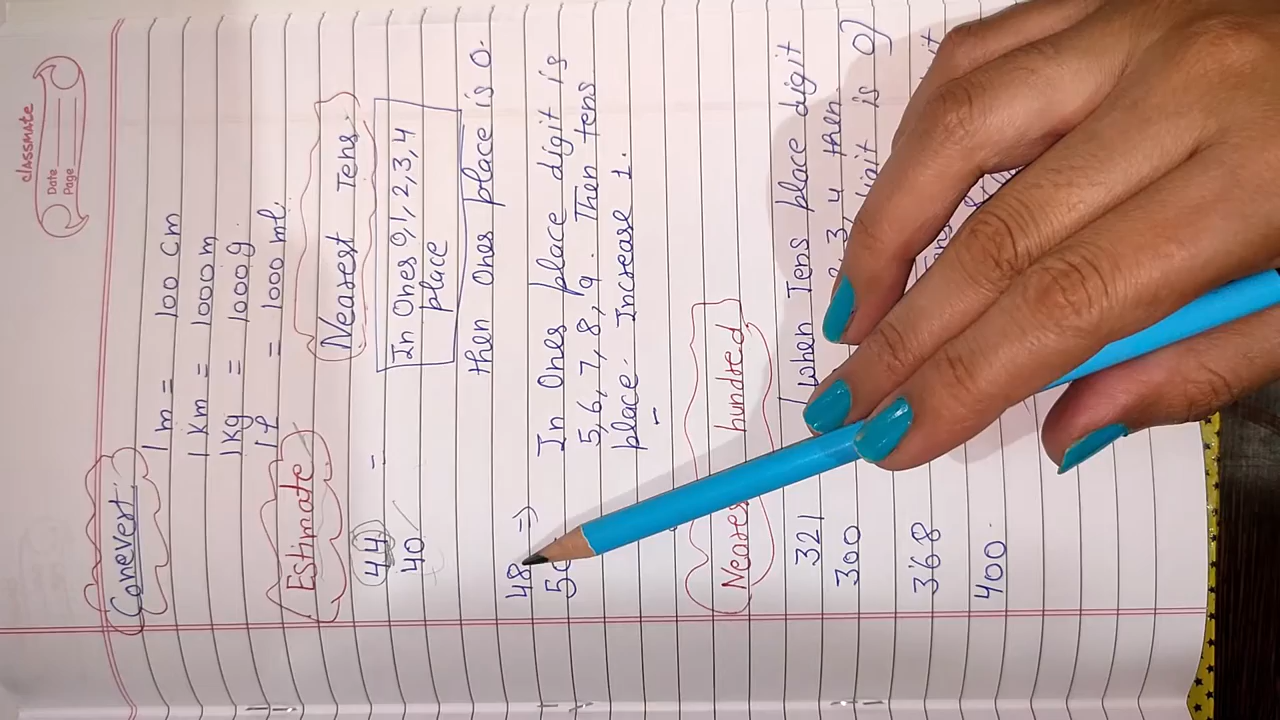 classmate
Date
Page
Conevert
1 m = 100 cm
1 Km = 1000 m
1 Kg = 1000 g.
1 l = 1000 ml.
Estimate
Nearest Tens.
44 -
In Ones 0,1,2,3,4
40
place
then Ones place is 0.
48 =>
In Ones place digit is
5,6,7,8,9. Then tens
place. Increase 1.
Nearest hundred
321
When Tens place digit
300
3, 4 then
digit is 0)
368
400.